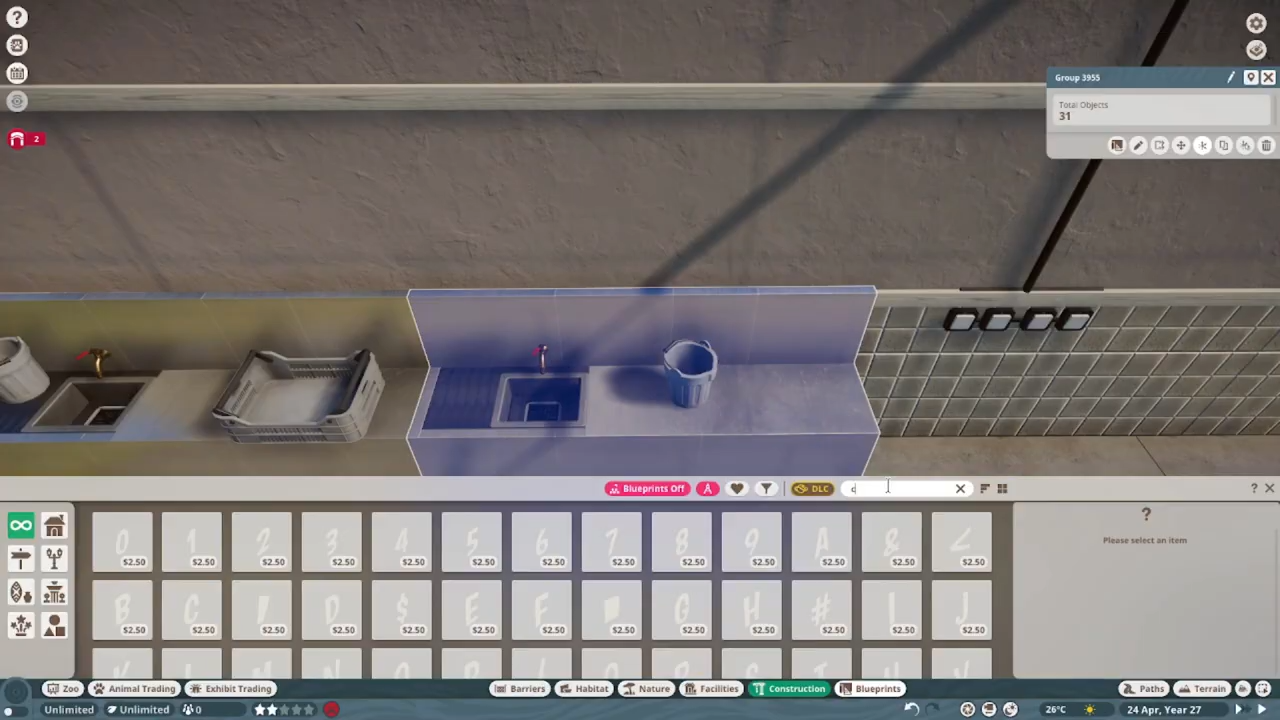 ?
2
Group 3955
Total Objects
31
Blueprints Off
DLC
c
?
0 1 2 3 4 5 6 7 8 9 A & <
$2.50 $2.50 $2.50 $2.50 $2.50 $2.50 $2.50 $2.50 $2.50 $2.50 $2.50 $2.50 $2.50
B C D $ E F G H # J
$2.50 $2.50 $2.50 $2.50 $2.50 $2.50 $2.50 $2.50 $2.50 $2.50 $2.50 $2.50 $2.50
?
Please select an item
Zoo Animal Trading Exhibit Trading Barriers Habitat Nature Facilities Construction Blueprints Paths Terrain
Unlimited Unlimited 0 26°C 24 Apr, Year 27